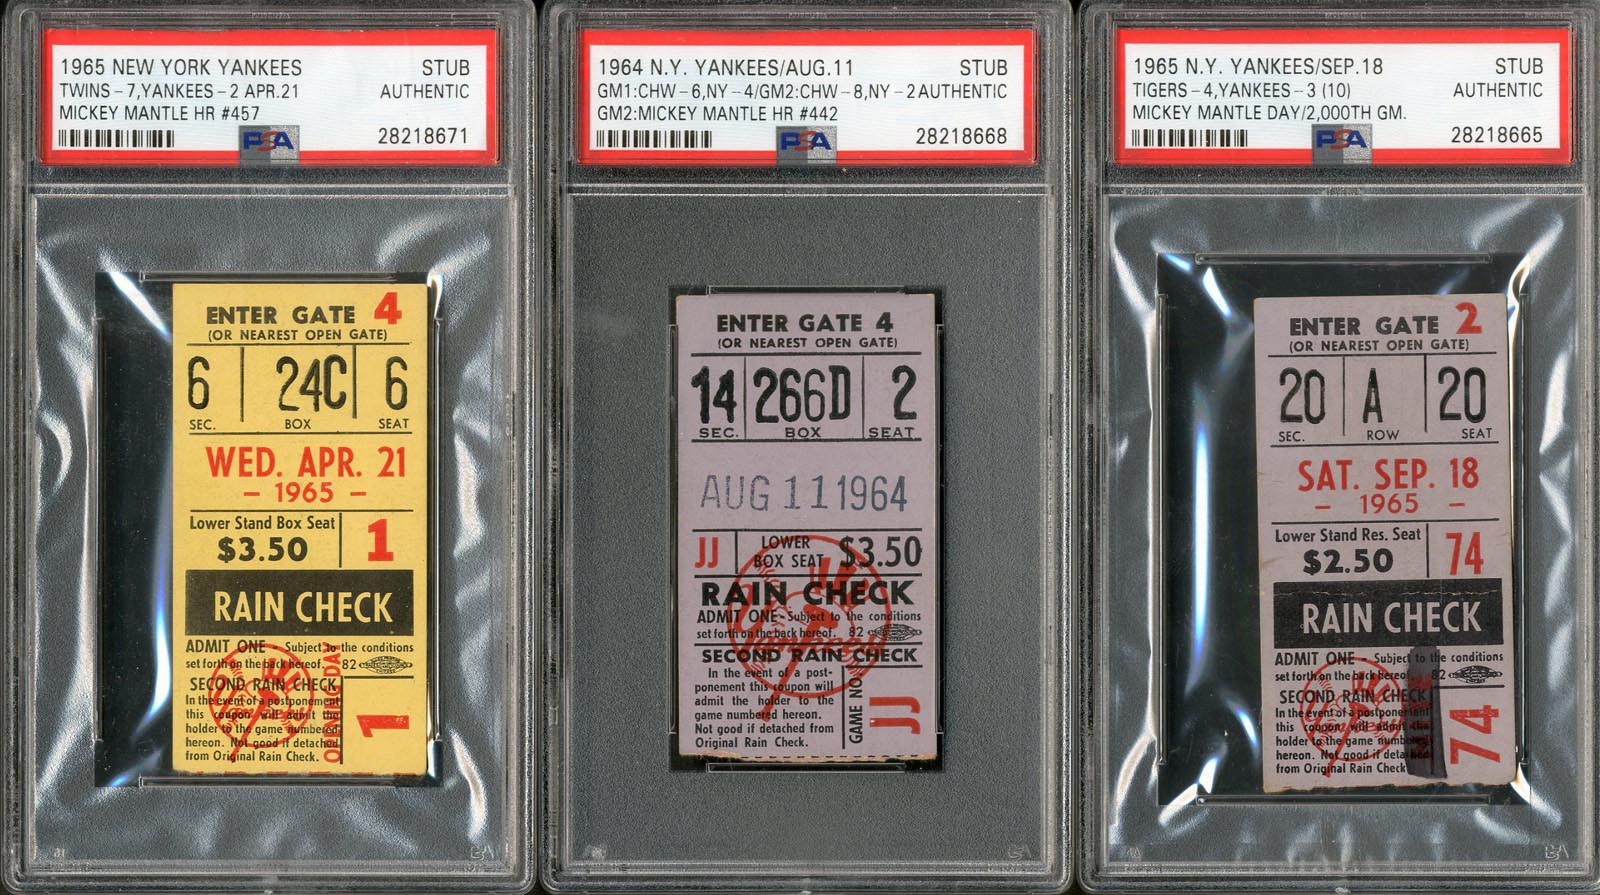 1965 NEW YORK YANKEES STUB
TWINS-7,YANKEES-2 APR.21 AUTHENTIC
MICKEY MANTLE HR #457
PSA 28218671
ENTER GATE 4
(OR NEAREST OPEN GATE)
6 24C 6
SEC. BOX SEAT
WED. APR. 21
- 1965 -
Lower Stand Box Seat
$3.50 1
RAIN CHECK
ADMIT ONE Subject to the conditions
set forth on the back hereof. 82
SECOND RAIN CHECK
In the event of a postponement
this coupon will admit the
holder to the game numbered
hereon. Not good if detached
from Original Rain Check.
OPENING DAY
1
1964 N.Y. YANKEES/AUG.11 STUB
GM1:CHW-6,NY-4/GM2:CHW-8,NY-2 AUTHENTIC
GM2:MICKEY MANTLE HR #442
PSA 28218668
ENTER GATE 4
(OR NEAREST OPEN GATE)
14 266D 2
SEC. BOX SEAT
AUG 11 1964
JJ LOWER BOX SEAT $3.50
RAIN CHECK
ADMIT ONE - Subject to the conditions
set forth on the back hereof. 82
SECOND RAIN CHECK
In the event of a post-
ponement this coupon will
admit the holder to the
game numbered hereon.
Not good if detached from
Original Rain Check.
GAME NO.
JJ
1965 N.Y. YANKEES/SEP.18 STUB
TIGERS-4,YANKEES-3 (10) AUTHENTIC
MICKEY MANTLE DAY/2,000TH GM.
PSA 28218665
ENTER GATE 2
(OR NEAREST OPEN GATE)
20 A 20
SEC. ROW SEAT
SAT. SEP. 18
- 1965 -
Lower Stand Res. Seat
$2.50 74
RAIN CHECK
ADMIT ONE Subject to the conditions
set forth on the back hereof. 82
SECOND RAIN CHECK
In the event of a postponement
this coupon will admit the
holder to the game numbered
hereon. Not good if detached
from Original Rain Check
74